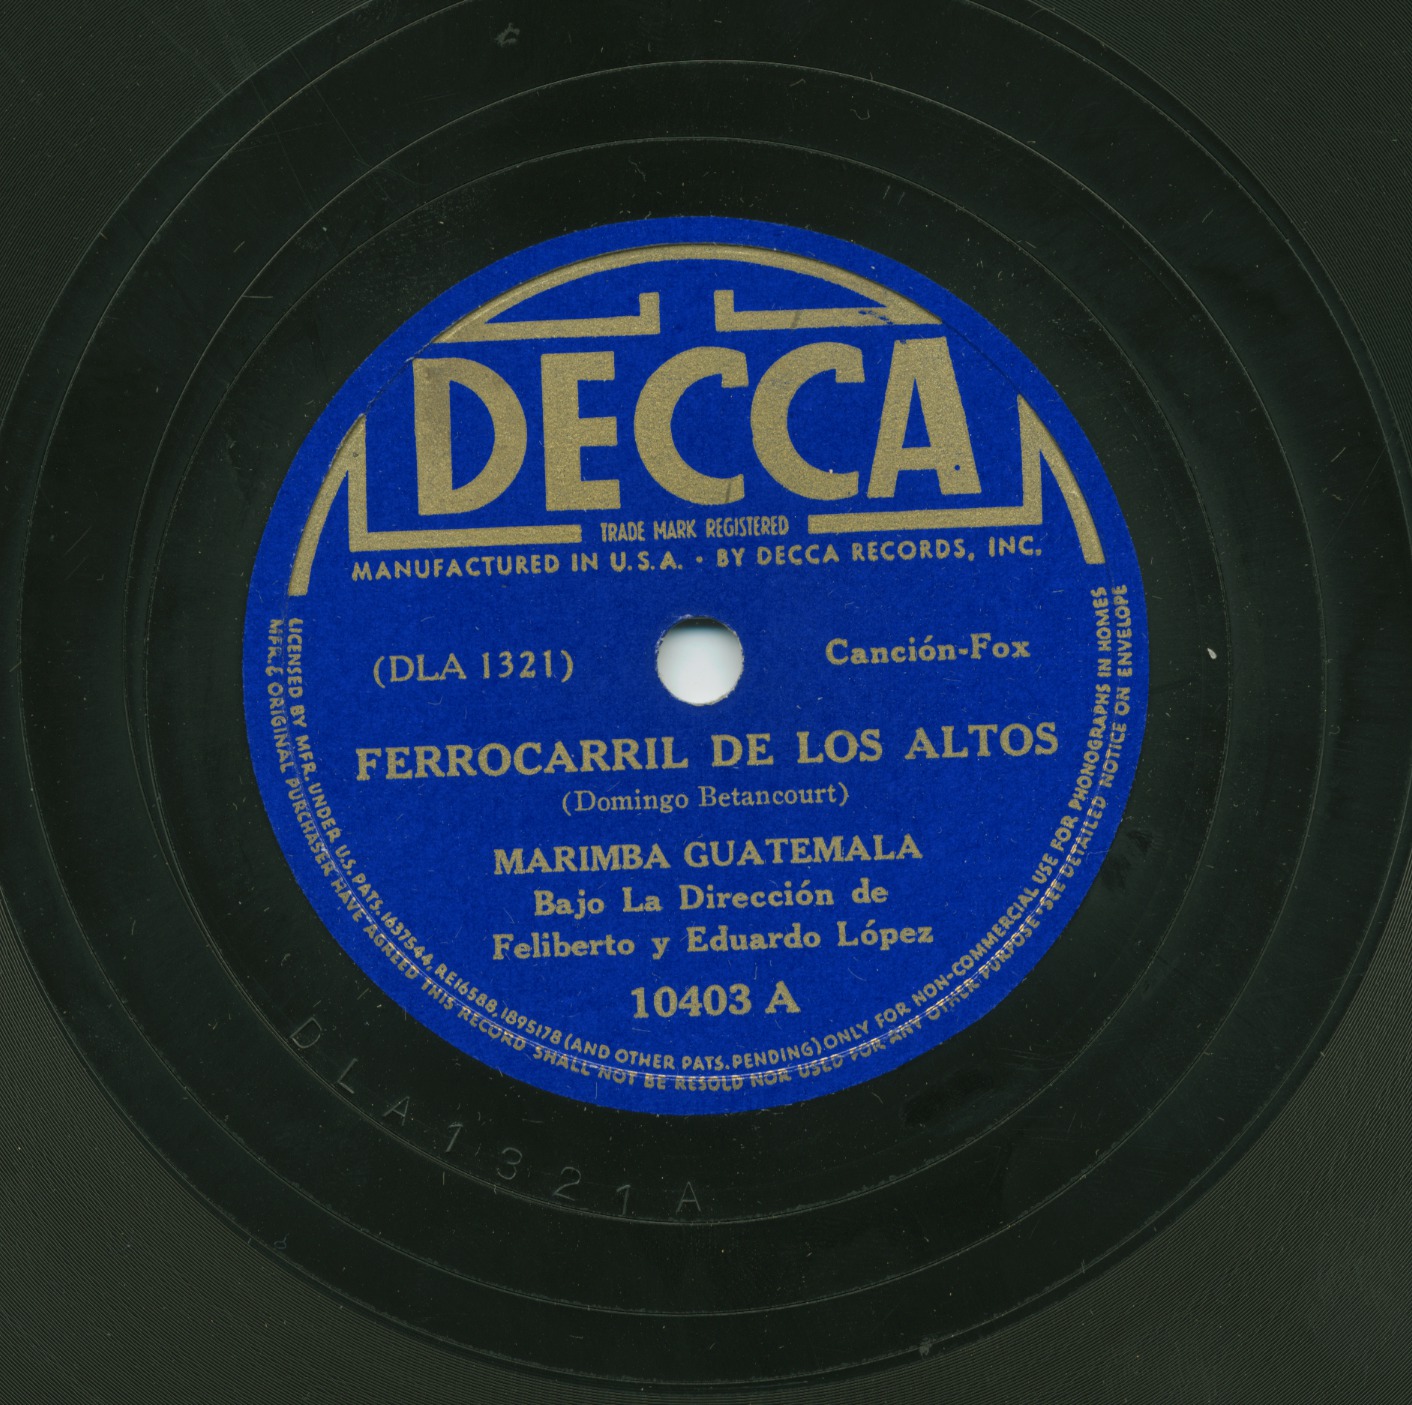 DECCA
TRADE MARK REGISTERED
MANUFACTURED IN U.S.A. · BY DECCA RECORDS, INC.
(DLA 1321)
Canción-Fox
FERROCARRIL DE LOS ALTOS
(Domingo Betancourt)
MARIMBA GUATEMALA
Bajo La Dirección de
Feliberto y Eduardo López
10403 A
LICENSED BY MFR. UNDER U.S. PATS. 1637544, RE16588, 1895178 (AND OTHER PATS. PENDING) ONLY FOR NON-COMMERCIAL USE FOR PHONOGRAPHS IN HOMES
MFR. & ORIGINAL PURCHASER HAVE AGREED THIS RECORD SHALL NOT BE RESOLD NOR USED FOR ANY OTHER PURPOSE·SEE DETAILED NOTICE ON ENVELOPE
DLA1321A